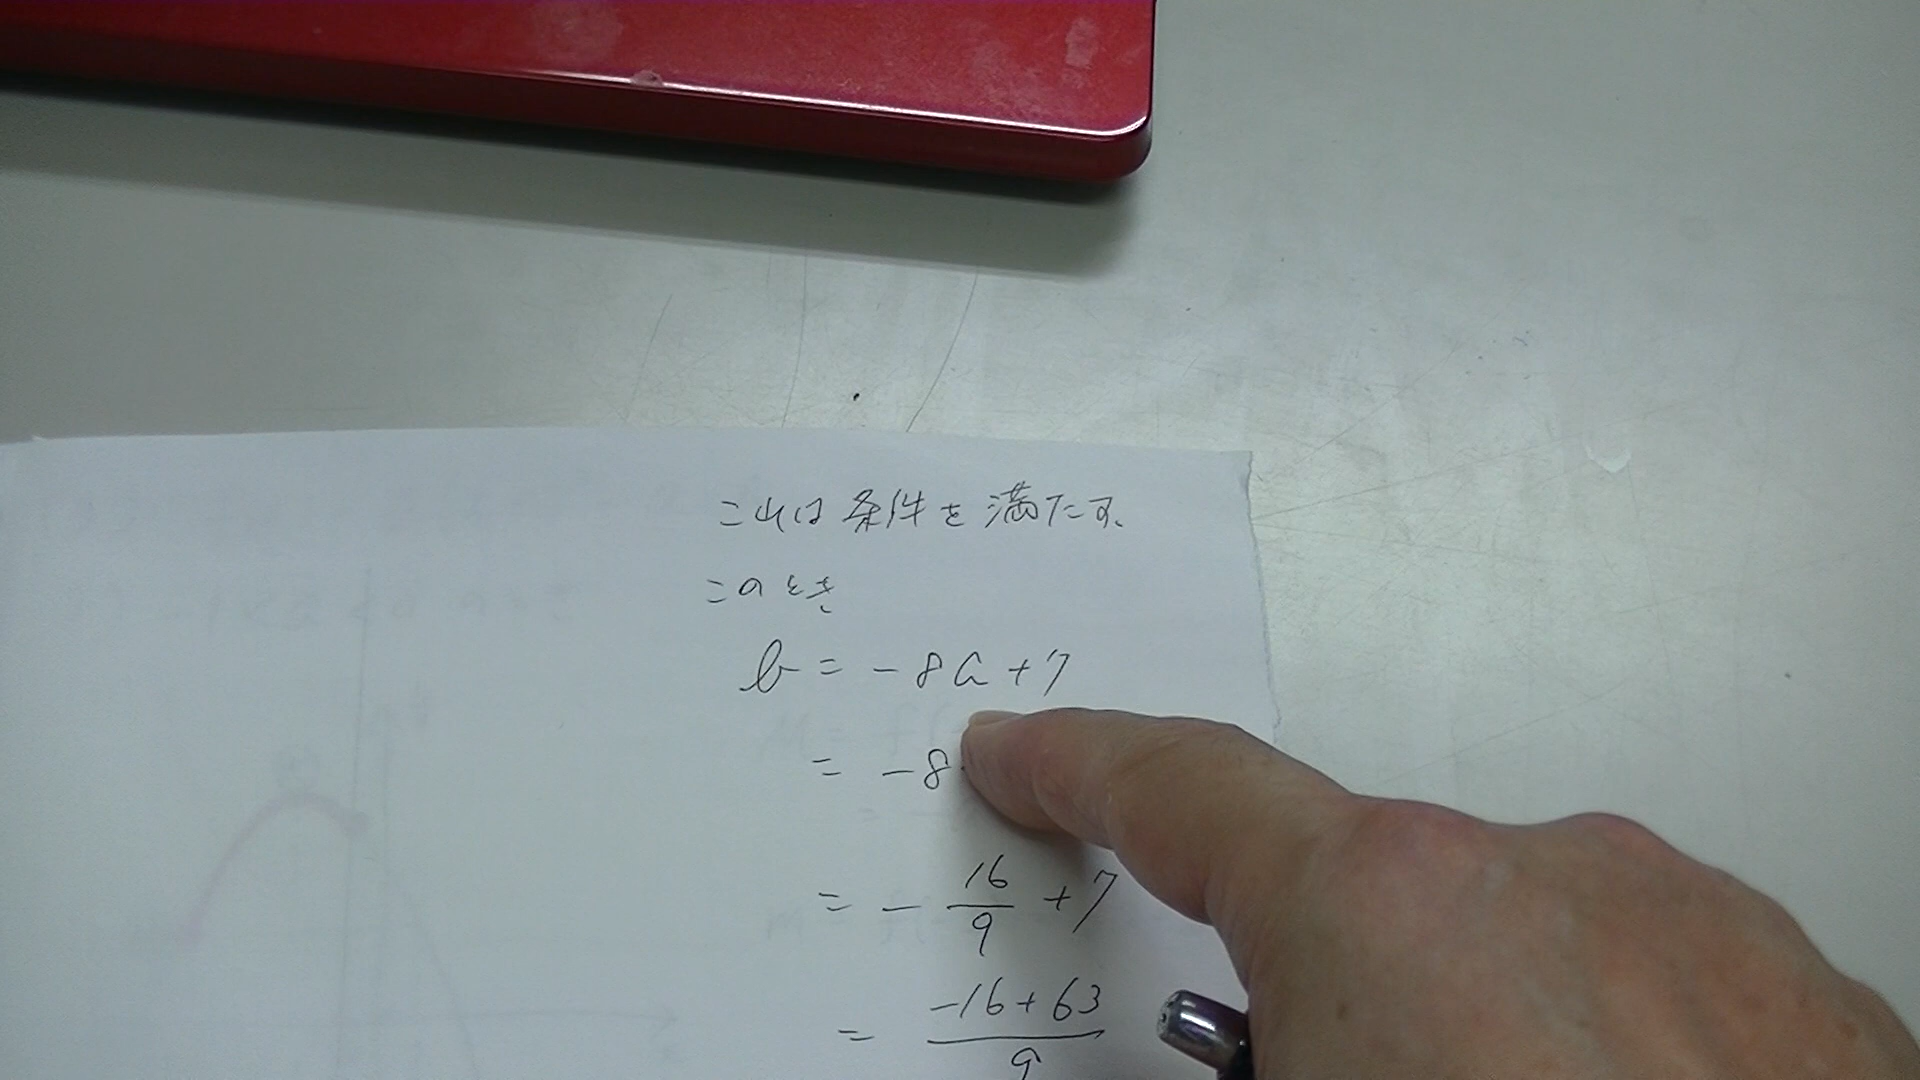 これは条件を満たす、
このとき
b = -8a+7
= -8
= - 16/9 +7
= (-16+63)/9